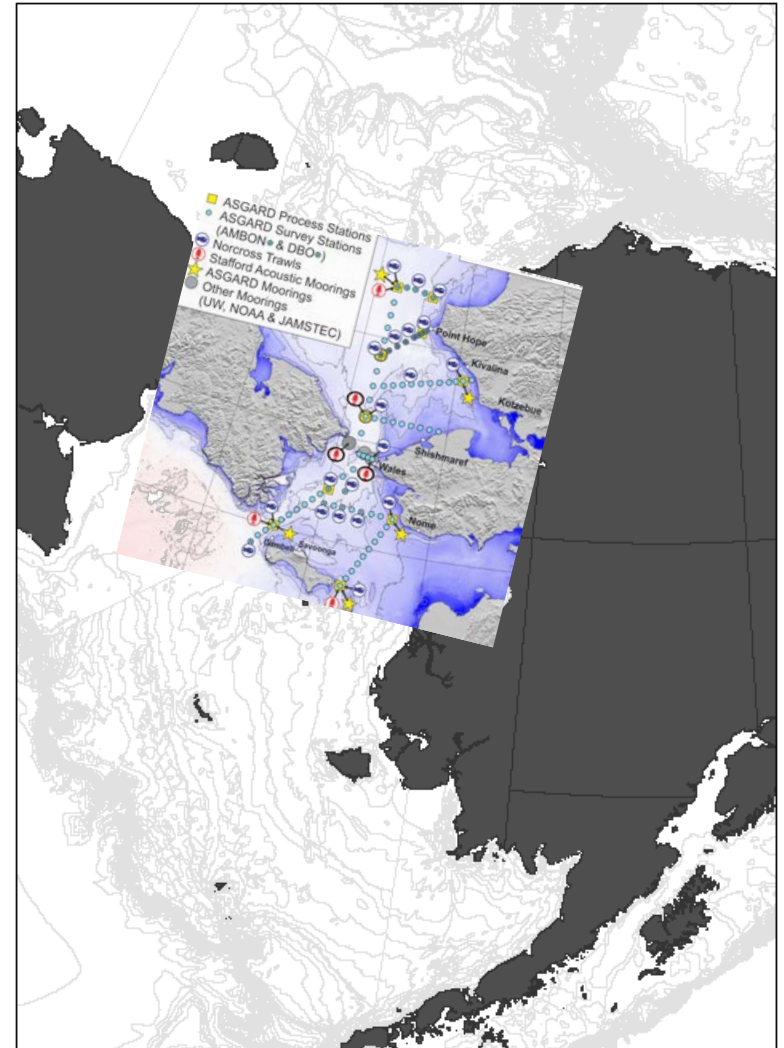 ASGARD Process Stations
ASGARD Survey Stations
(AMBON● & DBO●)
Norcross Trawls
Stafford Acoustic Moorings
ASGARD Moorings
Other Moorings
(UW, NOAA & JAMSTEC)
Point Hope
Kivalina
Kotzebue
Shishmaref
Wales
Nome
Gambell
Savoonga